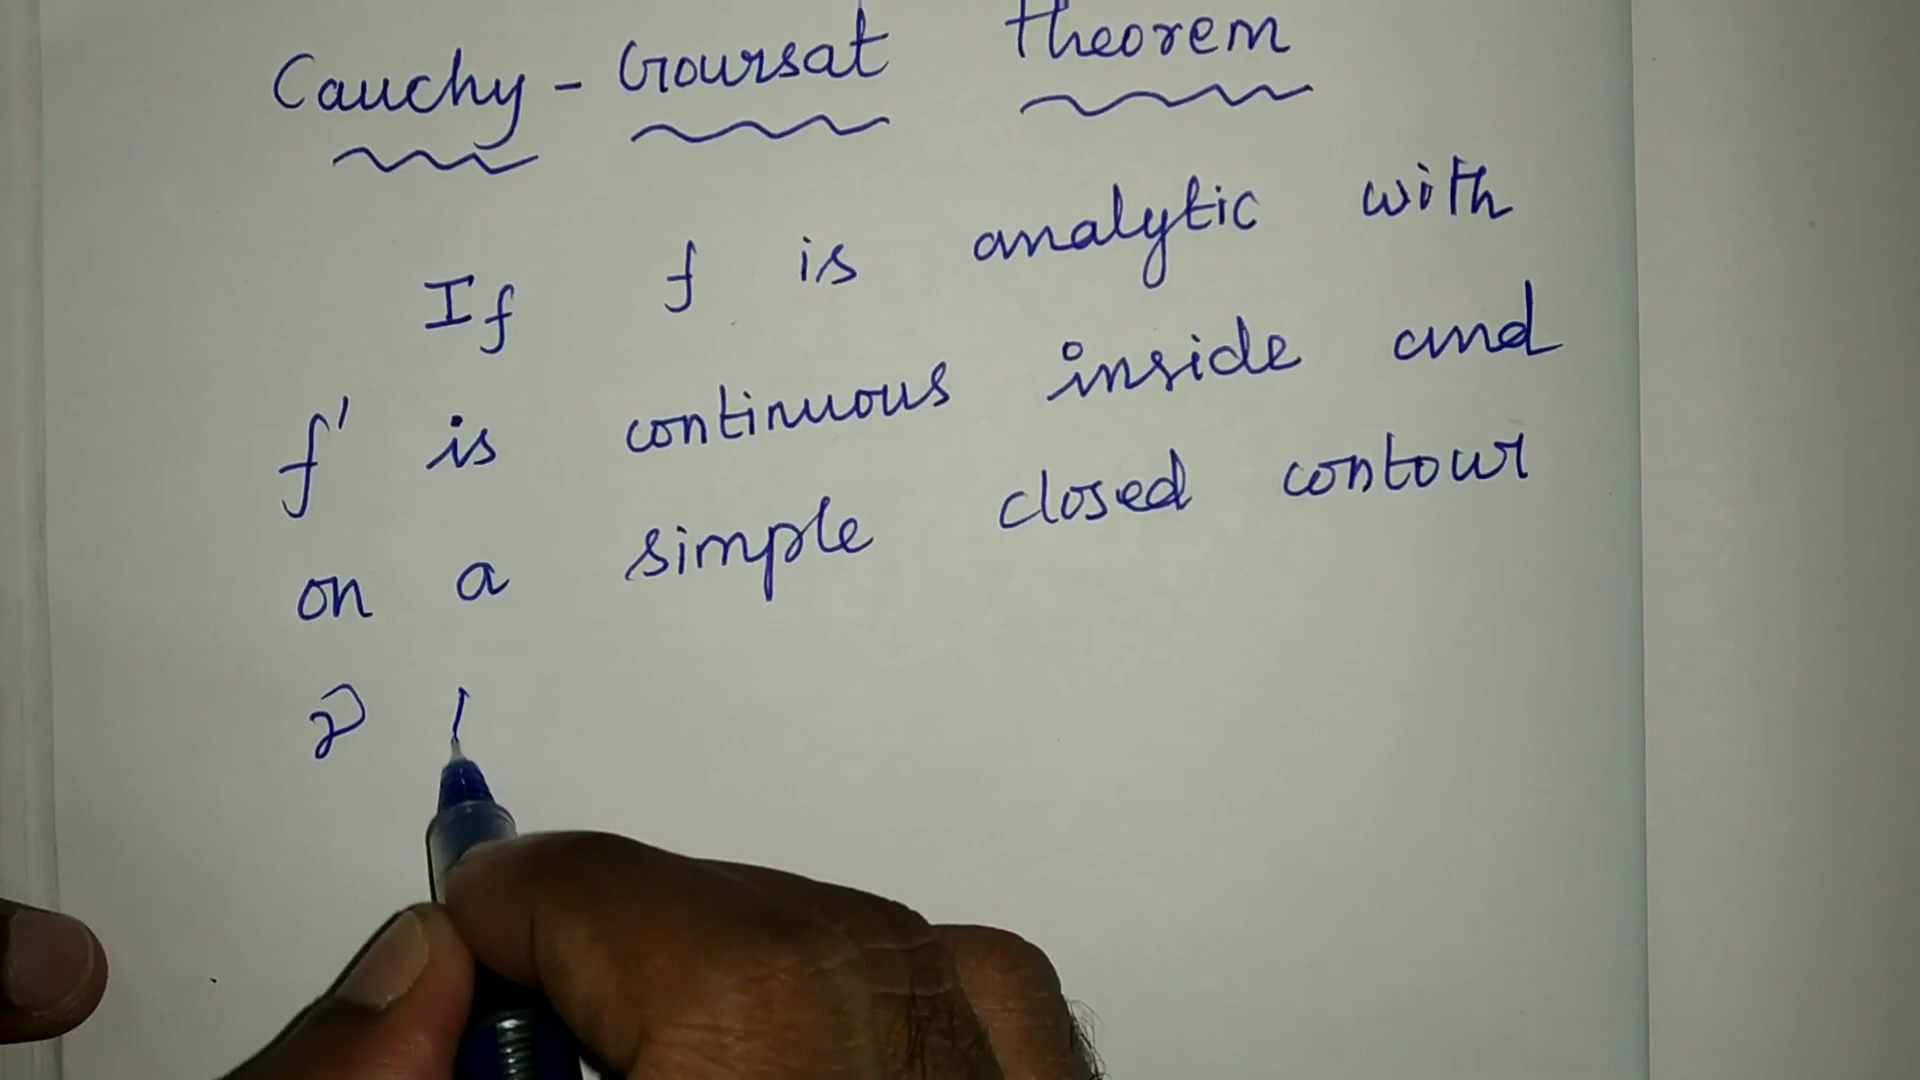 Cauchy - Goursat theorem
If f is analytic with
f' is continuous inside and
on a simple closed contour